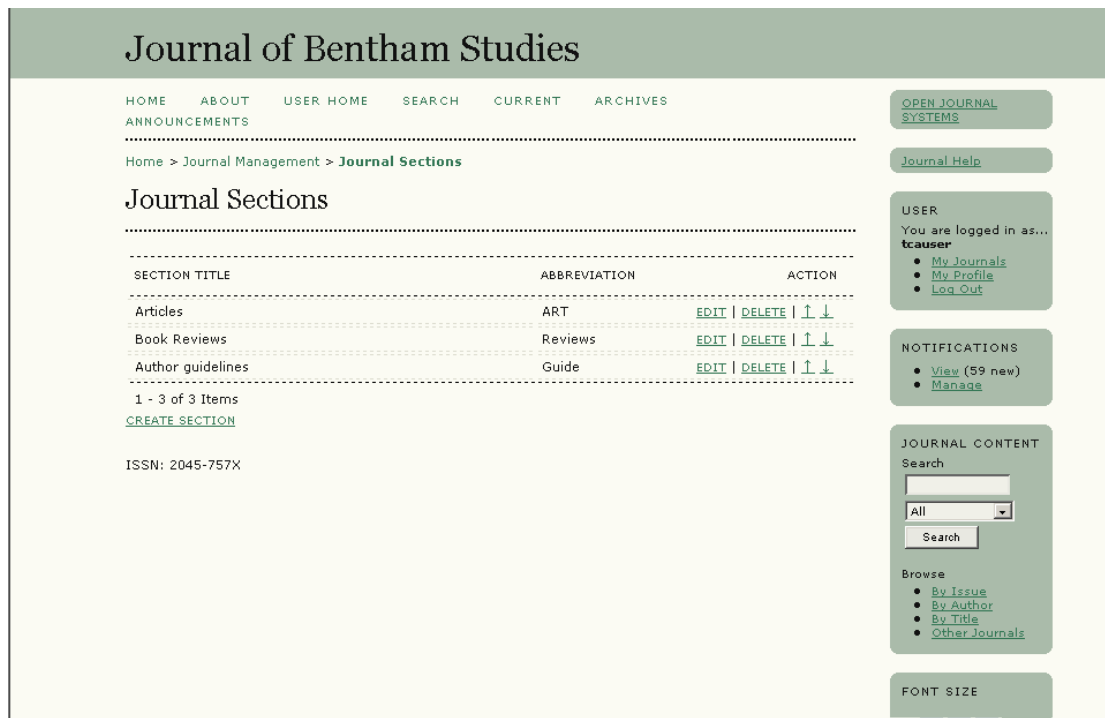 Journal of Bentham Studies
HOME ABOUT USER HOME SEARCH CURRENT ARCHIVES
ANNOUNCEMENTS
Home > Journal Management > Journal Sections
Journal Sections
SECTION TITLE ABBREVIATION ACTION
Articles ART EDIT | DELETE | ↑ ↓
Book Reviews Reviews EDIT | DELETE | ↑ ↓
Author guidelines Guide EDIT | DELETE | ↑ ↓
1 - 3 of 3 Items
CREATE SECTION
ISSN: 2045-757X
OPEN JOURNAL
SYSTEMS
Journal Help
USER
You are logged in as...
tcauser
My Journals
My Profile
Log Out
NOTIFICATIONS
View (59 new)
Manage
JOURNAL CONTENT
Search
All
Search
Browse
By Issue
By Author
By Title
Other Journals
FONT SIZE